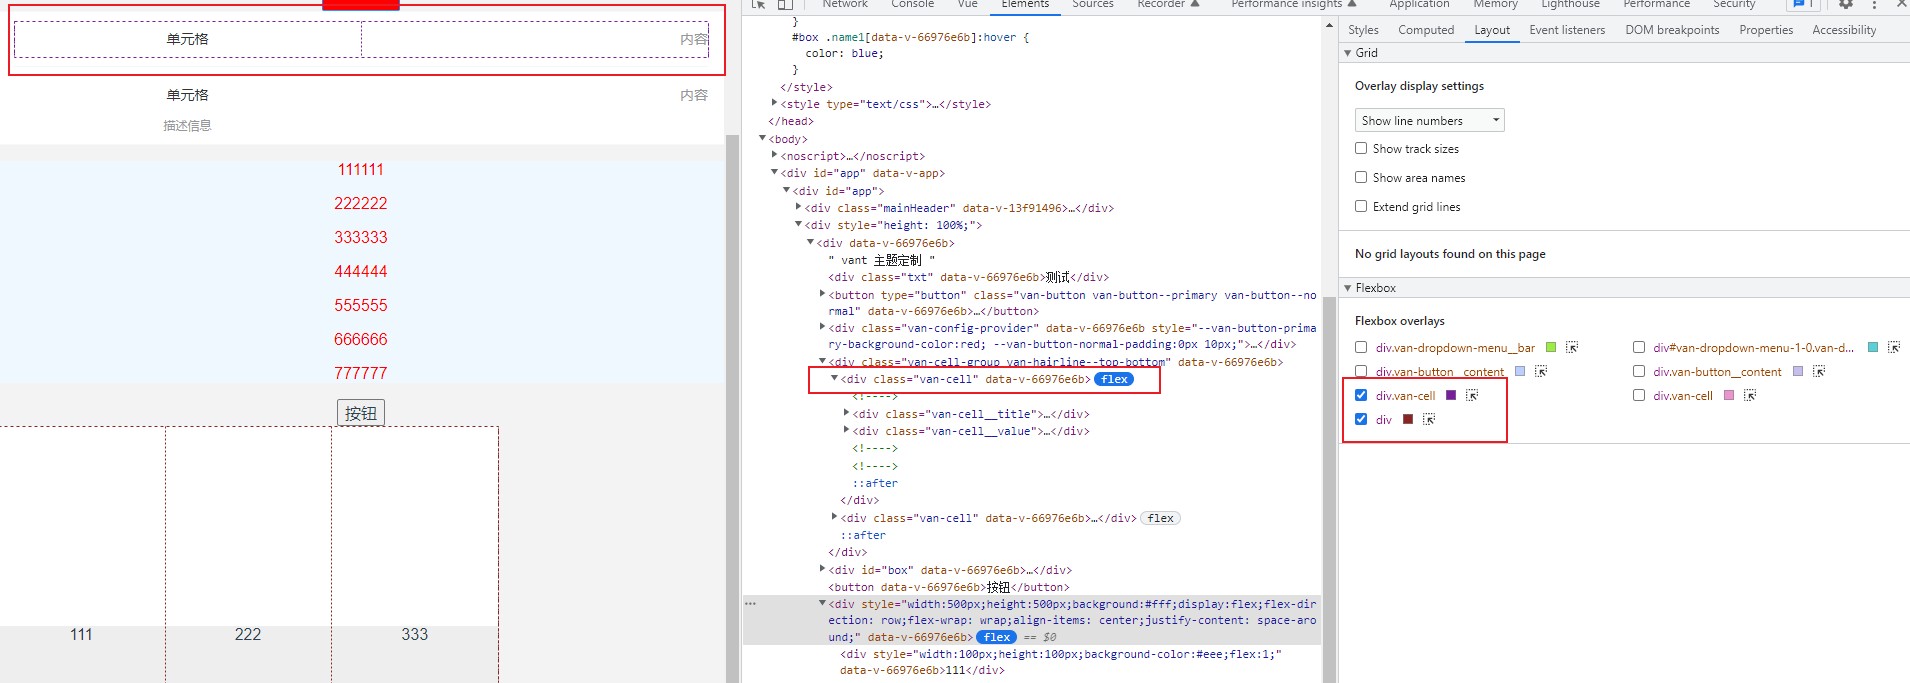 单元格
内容
单元格
内容
描述信息
111111
222222
333333
444444
555555
666666
777777
按钮
111
222
333
Network Console Vue Elements Sources Recorder Performance insights Application Memory Lighthouse Performance Security 1
}
#box .name1[data-v-66976e6b]:hover {
color: blue;
}
</style>
<style type="text/css">…</style>
</head>
<body>
<noscript>…</noscript>
<div id="app" data-v-app>
<div id="app">
<div class="mainHeader" data-v-13f91496>…</div>
<div style="height: 100%;">
<div data-v-66976e6b>
" vant 主题定制 "
<div class="txt" data-v-66976e6b>测试</div>
<button type="button" class="van-button van-button--primary van-button--no
rmal" data-v-66976e6b>…</button>
<div class="van-config-provider" data-v-66976e6b style="--van-button-prim
ary-background-color:red; --van-button-normal-padding:0px 10px;">…</div>
<div class="van-cell-group van-hairline--top-bottom" data-v-66976e6b>
<div class="van-cell" data-v-66976e6b> flex
<!---->
<div class="van-cell__title">…</div>
<div class="van-cell__value">…</div>
<!---->
<!---->
::after
</div>
<div class="van-cell" data-v-66976e6b>…</div> flex
::after
</div>
<div id="box" data-v-66976e6b>…</div>
<button data-v-66976e6b>按钮</button>
<div style="width:500px;height:500px;background:#fff;display:flex;flex-dir
ection: row;flex-wrap: wrap;align-items: center;justify-content: space-aro
und;" data-v-66976e6b> flex == $0
<div style="width:100px;height:100px;background-color:#eee;flex:1;"
data-v-66976e6b>111</div>
Styles Computed Layout Event listeners DOM breakpoints Properties Accessibility
Grid
Overlay display settings
Show line numbers
Show track sizes
Show area names
Extend grid lines
No grid layouts found on this page
Flexbox
Flexbox overlays
div.van-dropdown-menu__bar
div#van-dropdown-menu-1-0.van-d...
div.van-button__content
div.van-button__content
div.van-cell
div.van-cell
div